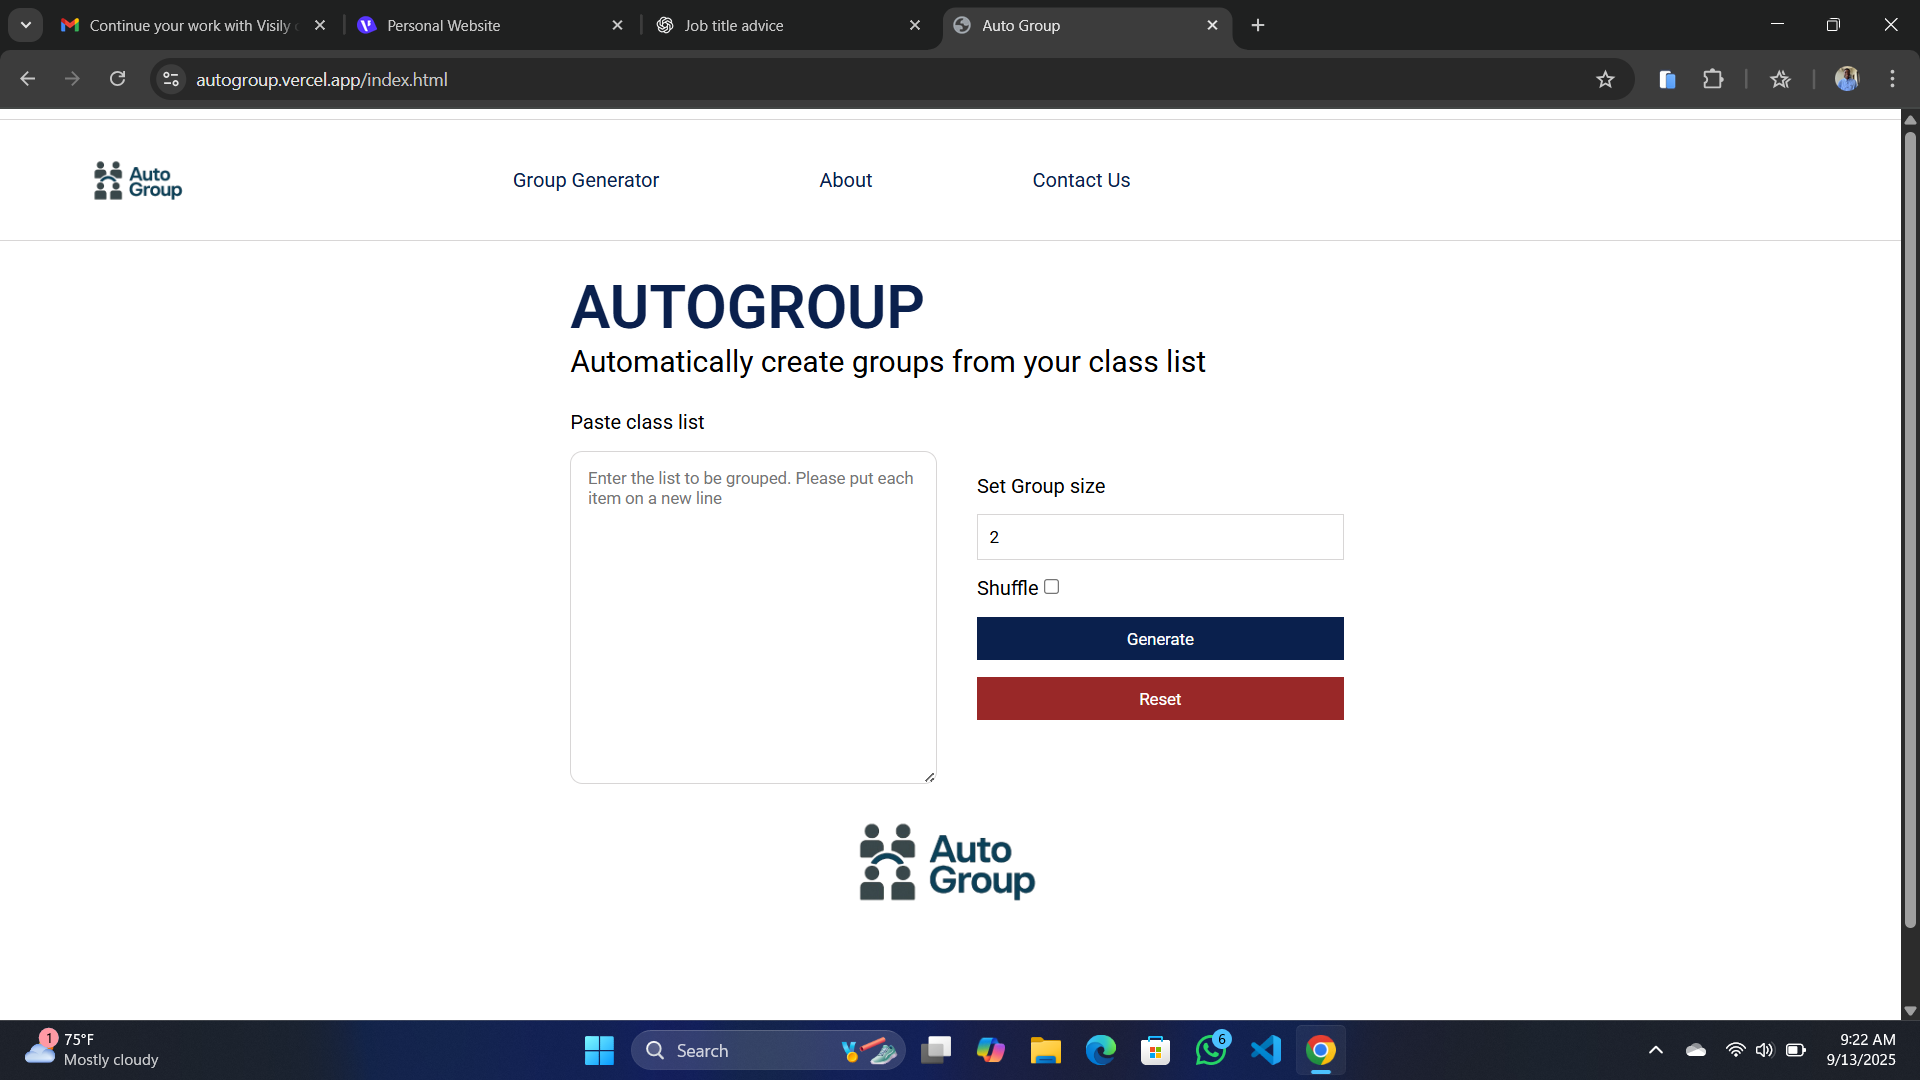 Continue your work with Visily
Personal Website
Job title advice
Auto Group
autogroup.vercel.app/index.html
Auto
Group
Group Generator
About
Contact Us
AUTOGROUP
Automatically create groups from your class list
Paste class list
Enter the list to be grouped. Please put each
item on a new line
Set Group size
2
Shuffle
Generate
Reset
Auto
Group
1
75°F
Mostly cloudy
Search
6
9:22 AM
9/13/2025